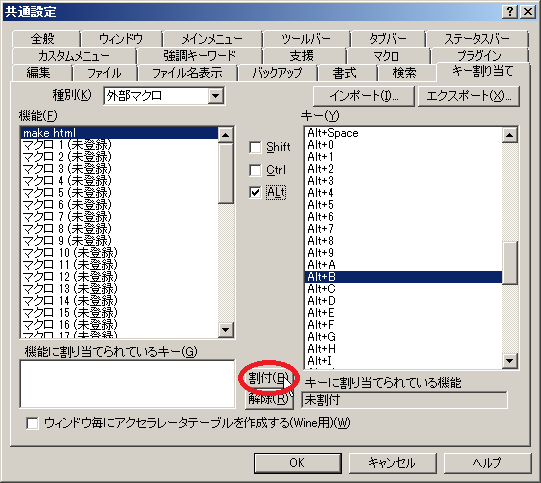 共通設定
全般 ウィンドウ メインメニュー ツールバー タブバー ステータスバー
カスタムメニュー 強調キーワード 支援 マクロ プラグイン
編集 ファイル ファイル名表示 バックアップ 書式 検索 キー割り当て
種別(K) 外部マクロ インポート(I)... エクスポート(X)...
機能(F)
make html
マクロ 1 (未登録)
マクロ 2 (未登録)
マクロ 3 (未登録)
マクロ 4 (未登録)
マクロ 5 (未登録)
マクロ 6 (未登録)
マクロ 7 (未登録)
マクロ 8 (未登録)
マクロ 9 (未登録)
マクロ 10 (未登録)
マクロ 11 (未登録)
マクロ 12 (未登録)
マクロ 13 (未登録)
マクロ 14 (未登録)
マクロ 15 (未登録)
マクロ 16 (未登録)
マクロ 17 (未登録)
Shift
Ctrl
ALt
キー(Y)
Alt+Space
Alt+0
Alt+1
Alt+2
Alt+3
Alt+4
Alt+5
Alt+6
Alt+7
Alt+8
Alt+9
Alt+A
Alt+B
Alt+C
Alt+D
Alt+E
Alt+F
Alt+G
Alt+H
Alt+I
機能に割り当てられているキー(G)
割付(B)
解除(R)
キーに割り当てられている機能
未割付
ウィンドウ毎にアクセラレータテーブルを作成する(Wine用)(W)
OK キャンセル ヘルプ